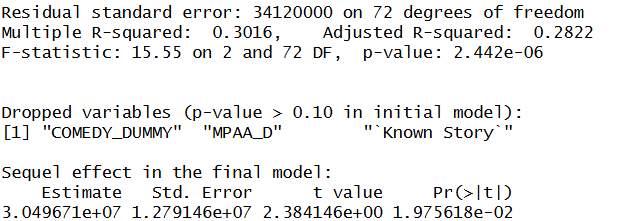 Residual standard error: 34120000 on 72 degrees of freedom
Multiple R-squared:  0.3016,    Adjusted R-squared:  0.2822
F-statistic: 15.55 on 2 and 72 DF,  p-value: 2.442e-06
Dropped variables (p-value > 0.10 in initial model):
[1] "COMEDY_DUMMY"  "MPAA_D"        "`Known Story`"
Sequel effect in the final model:
    Estimate   Std. Error      t value     Pr(>|t|)
3.049671e+07 1.279146e+07 2.384146e+00 1.975618e-02